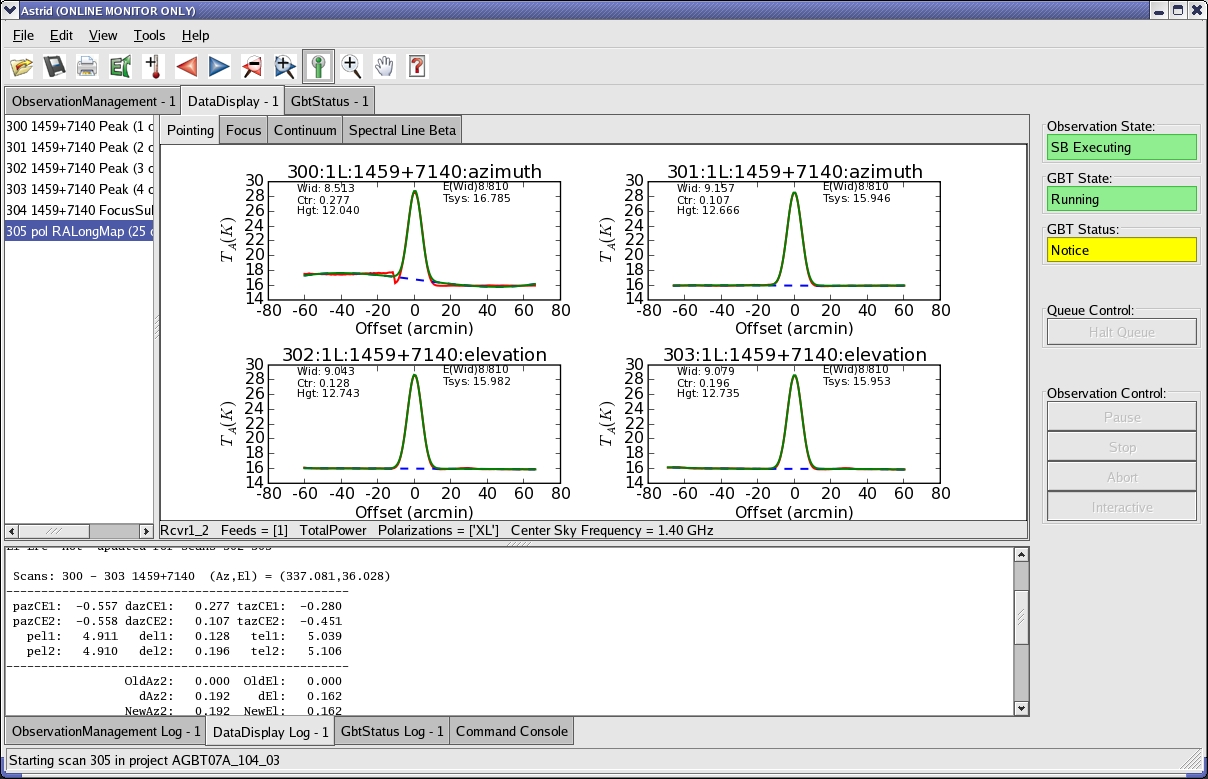 Astrid (ONLINE MONITOR ONLY)
File Edit View Tools Help
ObservationManagement - 1 DataDisplay - 1 GbtStatus - 1
300 1459+7140 Peak (1 o
301 1459+7140 Peak (2 o
302 1459+7140 Peak (3 o
303 1459+7140 Peak (4 o
304 1459+7140 FocusSul
305 pol RALongMap (25 o
Pointing Focus Continuum Spectral Line Beta
300:1L:1459+7140:azimuth
Wid: 8.513 E(Wid)8.810
Ctr: 0.277 Tsys: 16.785
Hgt: 12.040
30
28
26
24
22
20
18
16
14
T_A(K)
-80 -60 -40 -20 0 20 40 60 80
Offset (arcmin)
301:1L:1459+7140:azimuth
Wid: 9.157 E(Wid)8.810
Ctr: 0.107 Tsys: 15.946
Hgt: 12.666
30
28
26
24
22
20
18
16
14
T_A(K)
-80 -60 -40 -20 0 20 40 60 80
Offset (arcmin)
302:1L:1459+7140:elevation
Wid: 9.043 E(Wid)8.810
Ctr: 0.128 Tsys: 15.982
Hgt: 12.743
30
28
26
24
22
20
18
16
14
T_A(K)
-80 -60 -40 -20 0 20 40 60 80
Offset (arcmin)
303:1L:1459+7140:elevation
Wid: 9.079 E(Wid)8.810
Ctr: 0.196 Tsys: 15.953
Hgt: 12.735
30
28
26
24
22
20
18
16
14
T_A(K)
-80 -60 -40 -20 0 20 40 60 80
Offset (arcmin)
Rcvr1_2 Feeds = [1] TotalPower Polarizations = ['XL'] Center Sky Frequency = 1.40 GHz
Observation State:
SB Executing
GBT State:
Running
GBT Status:
Notice
Queue Control:
Halt Queue
Observation Control:
Pause
Stop
Abort
Interactive
Scans: 300 - 303 1459+7140 (Az,El) = (337.081,36.028)
--------------------------------------------------
pazCE1: -0.557 dazCE1: 0.277 tazCE1: -0.280
pazCE2: -0.558 dazCE2: 0.107 tazCE2: -0.451
pel1: 4.911 del1: 0.128 tel1: 5.039
pel2: 4.910 del2: 0.196 tel2: 5.106
--------------------------------------------------
OldAz2: 0.000 OldEl: 0.000
dAz2: 0.192 dEl: 0.162
NewAz2: 0.192 NewEl: 0.162
ObservationManagement Log - 1 DataDisplay Log - 1 GbtStatus Log - 1 Command Console
Starting scan 305 in project AGBT07A_104_03